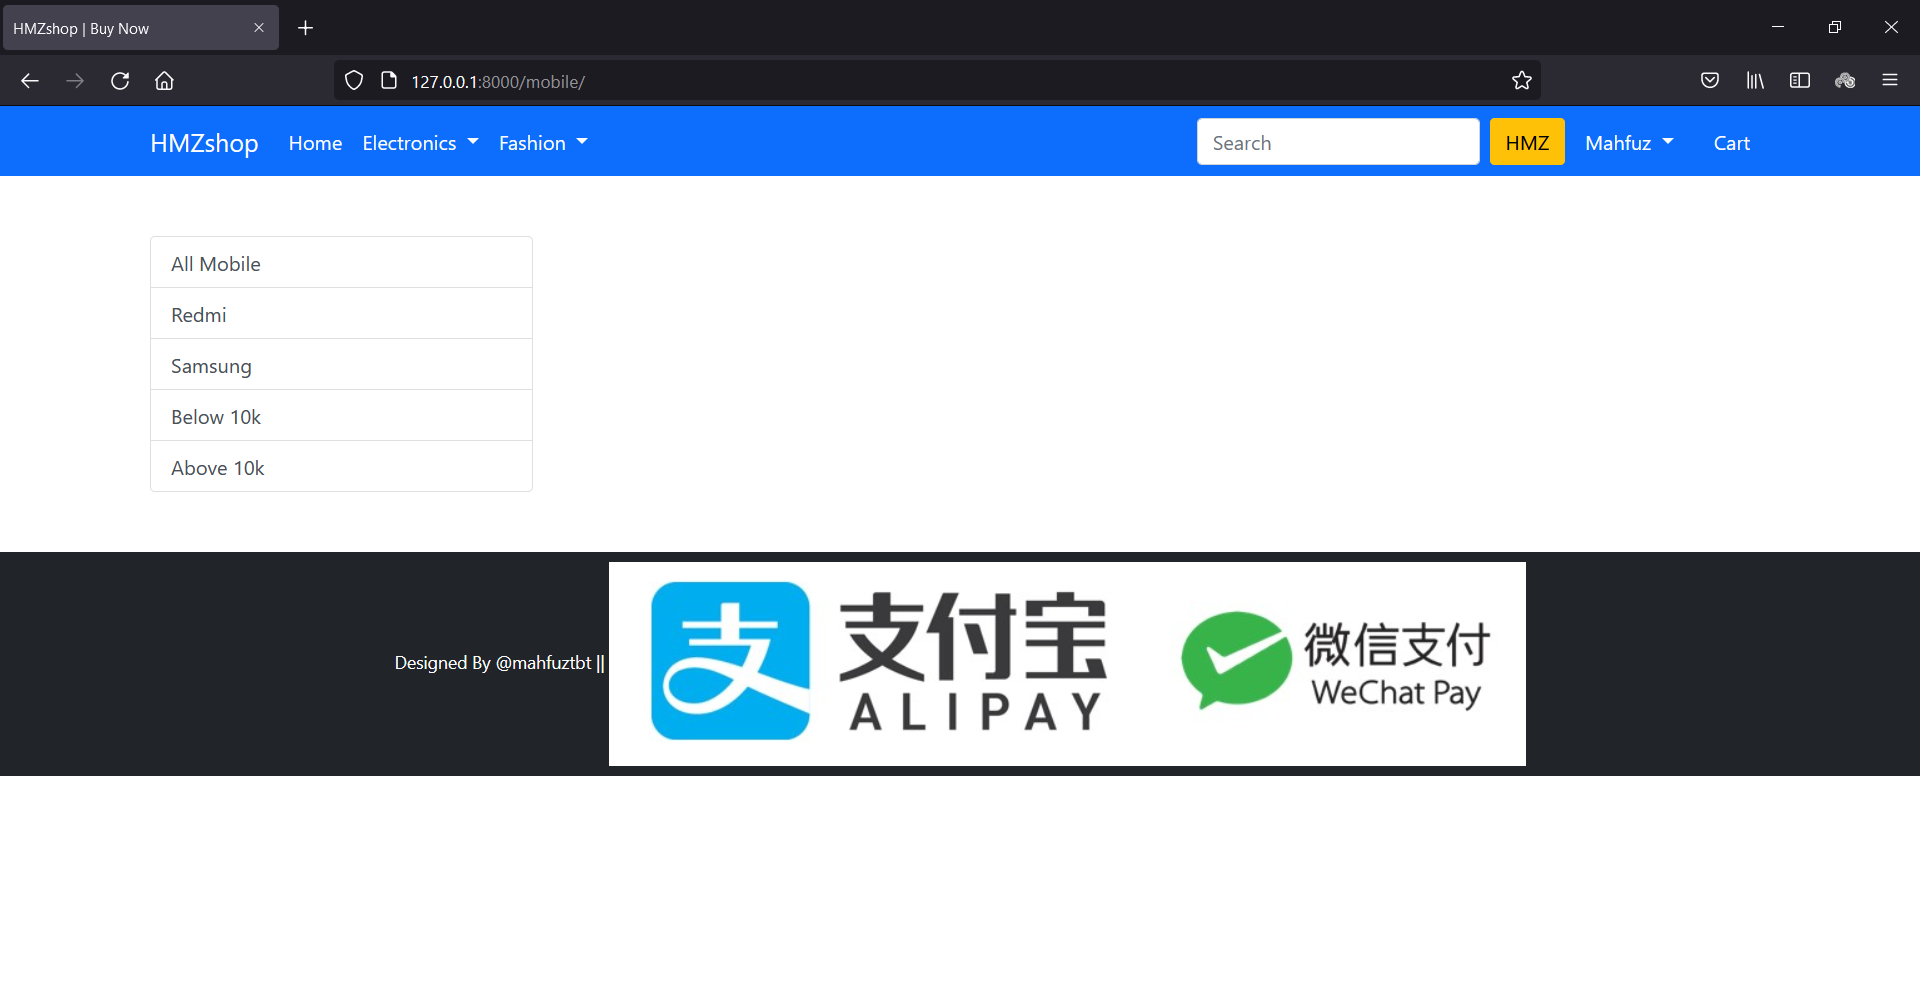 HMZshop | Buy Now
127.0.0.1:8000/mobile/
HMZshop Home Electronics Fashion Search HMZ Mahfuz Cart
All Mobile
Redmi
Samsung
Below 10k
Above 10k
Designed By @mahfuztbt ||
支
支付宝
ALIPAY
微信支付
WeChat Pay